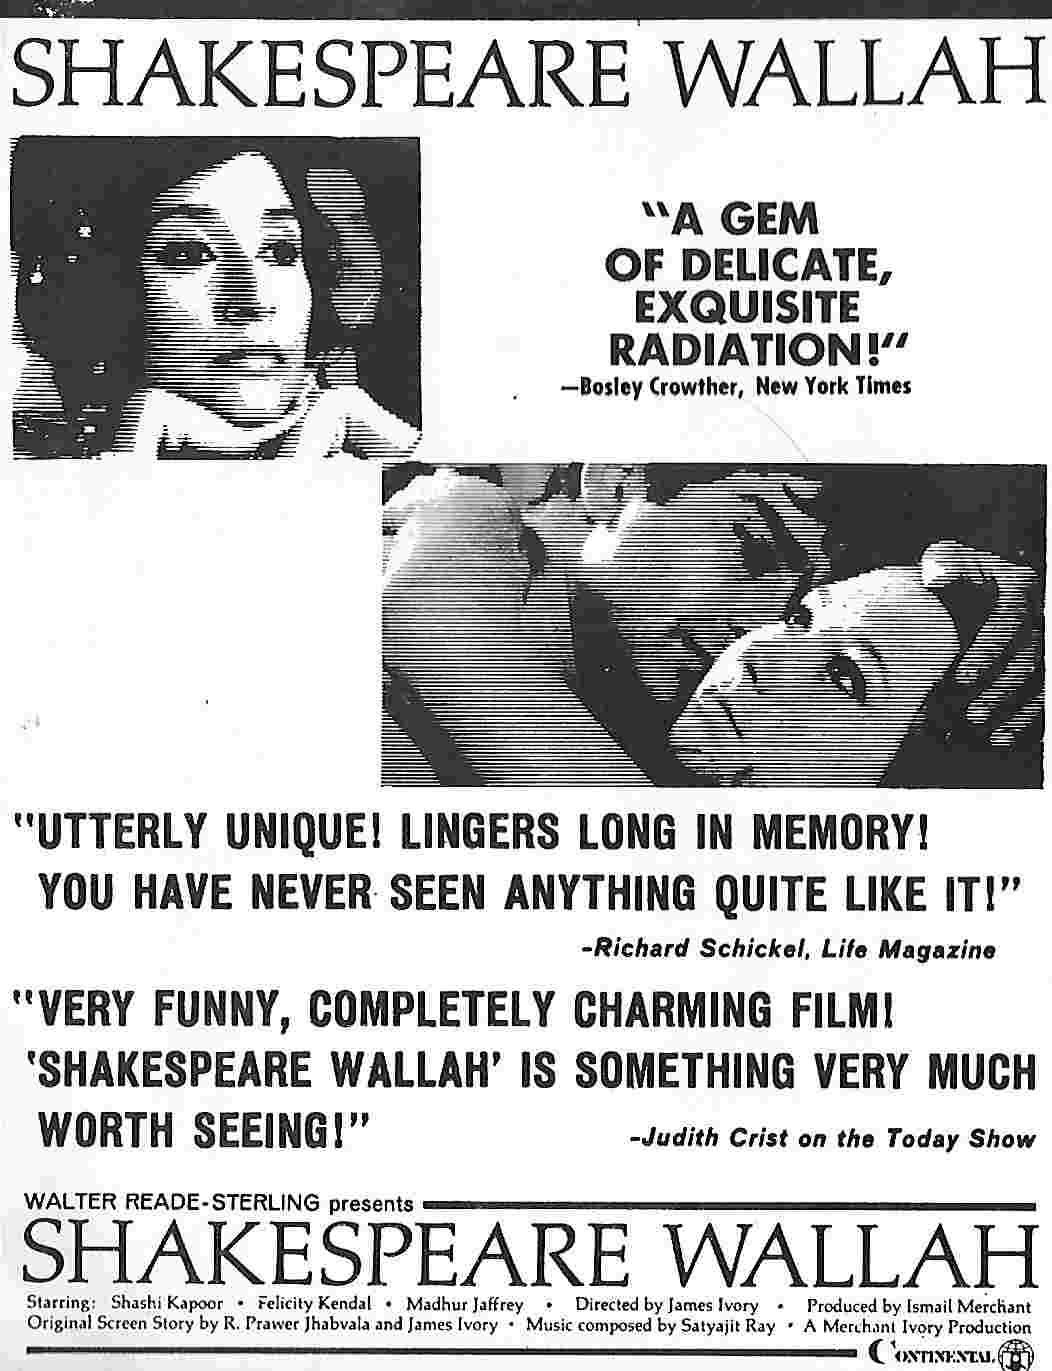 SHAKESPEARE WALLAH
"A GEM
OF DELICATE,
EXQUISITE
RADIATION!"
—Bosley Crowther, New York Times
"UTTERLY UNIQUE! LINGERS LONG IN MEMORY!
YOU HAVE NEVER SEEN ANYTHING QUITE LIKE IT!"
-Richard Schickel, Life Magazine
"VERY FUNNY, COMPLETELY CHARMING FILM!
'SHAKESPEARE WALLAH' IS SOMETHING VERY MUCH
WORTH SEEING!"
-Judith Crist on the Today Show
WALTER READE-STERLING presents
SHAKESPEARE WALLAH
Starring: Shashi Kapoor • Felicity Kendal • Madhur Jaffrey • Directed by James Ivory • Produced by Ismail Merchant
Original Screen Story by R. Prawer Jhabvala and James Ivory • Music composed by Satyajit Ray • A Merchant Ivory Production
CONTINENTAL